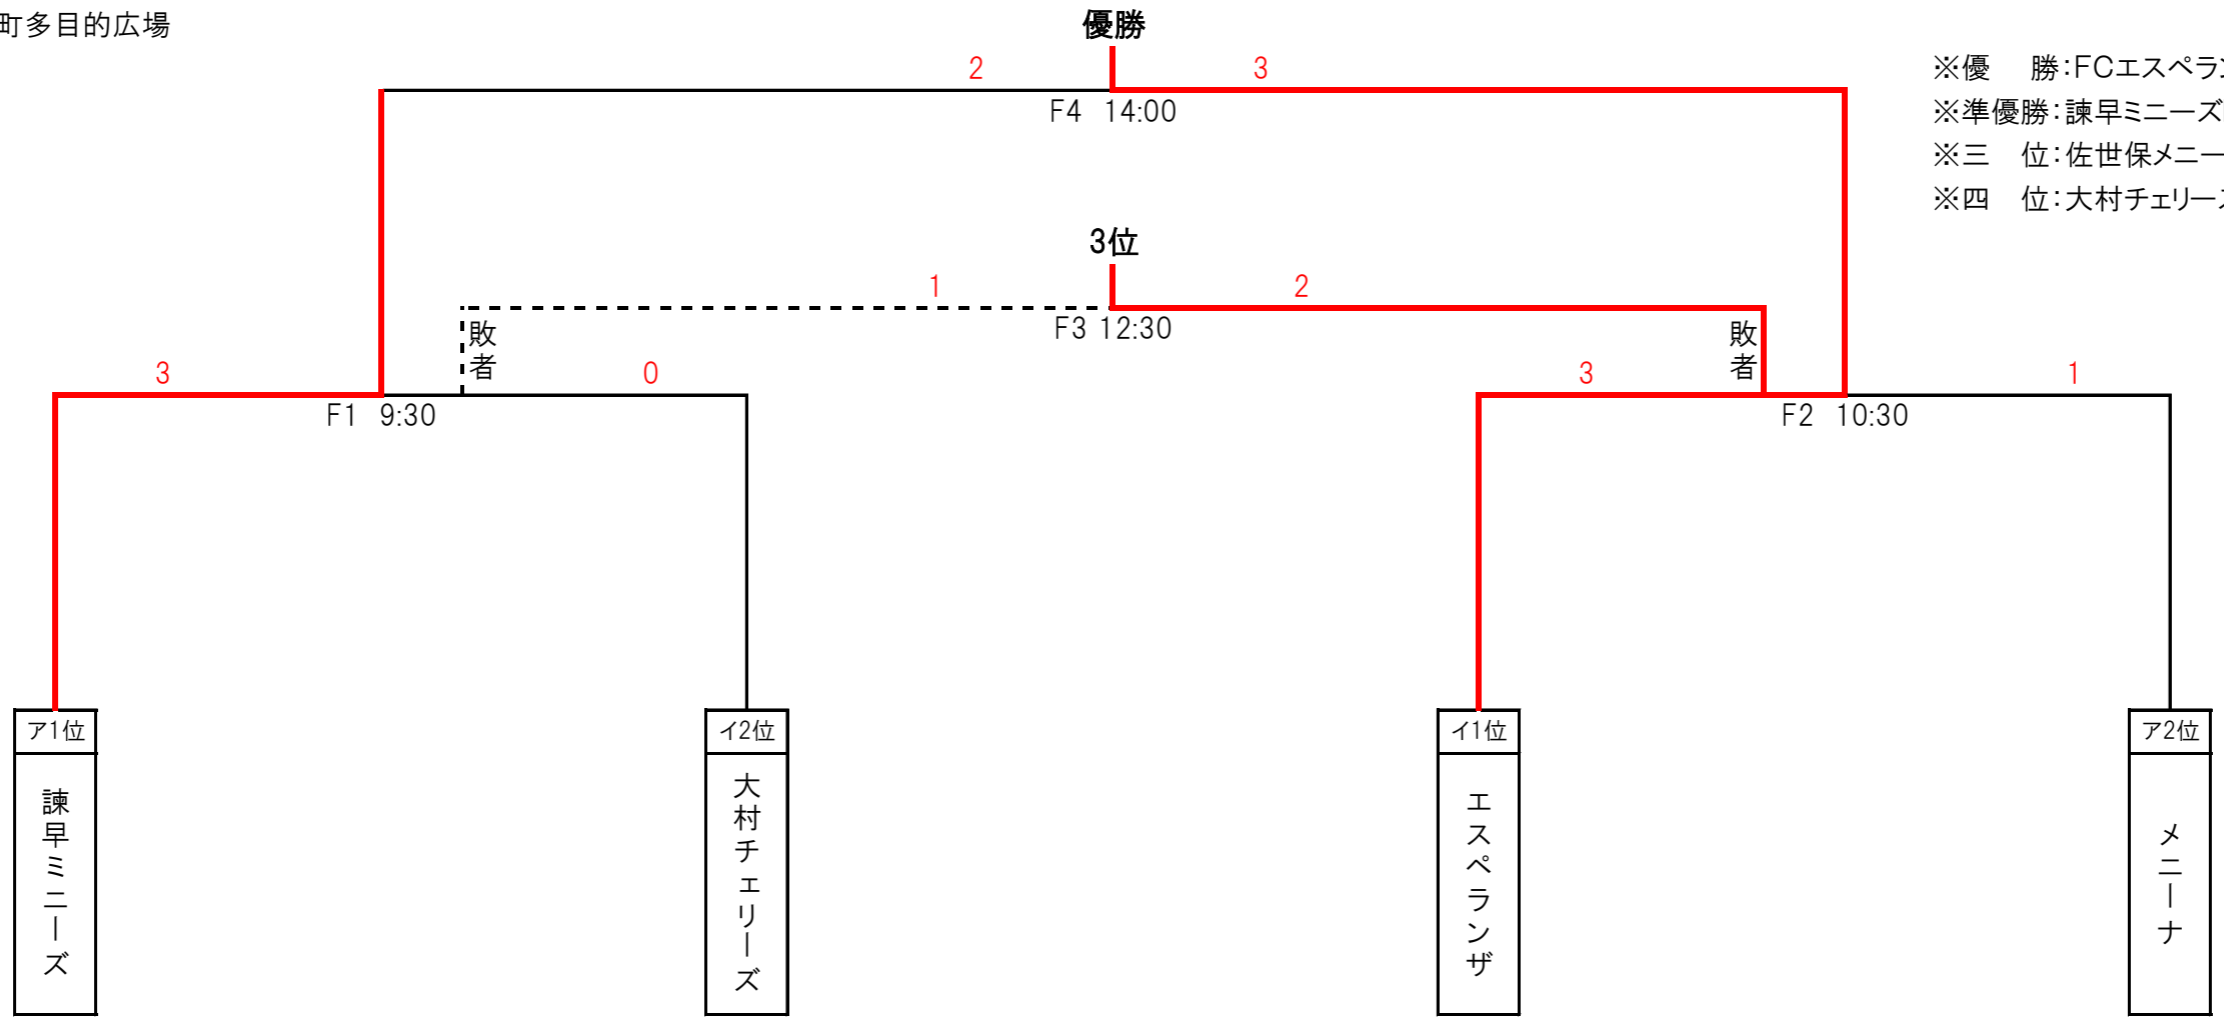 町多目的広場
優勝
2
3
F4 14:00
※優 勝:FCエスペラ
※準優勝:諫早ミニーズ
※三 位:佐世保メニー
※四 位:大村チェリー
3位
1
2
F3 12:30
敗者
敗者
3
0
3
1
F1 9:30
F2 10:30
ア1位
イ2位
イ1位
ア2位
諫早ミニーズ
大村チェリーズ
エスペランザ
メニーナ